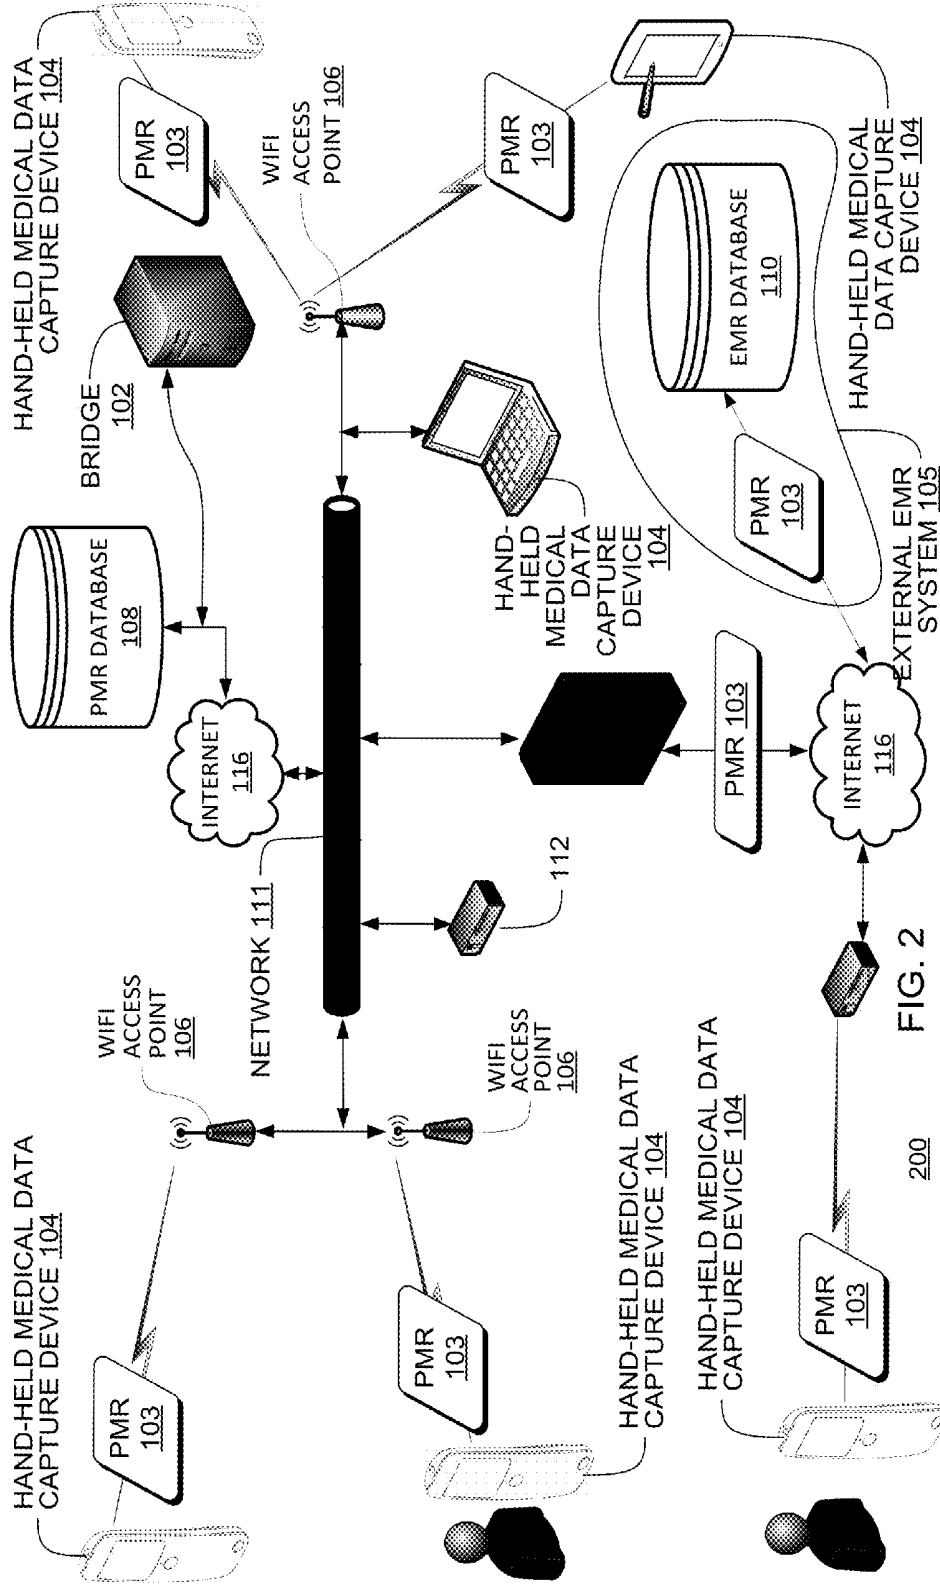 HAND-HELD MEDICAL DATA
CAPTURE DEVICE 104
PMR
103
WIFI
ACCESS
POINT 106
NETWORK 111
INTERNET
116
PMR DATABASE
108
BRIDGE
102
HAND-HELD MEDICAL DATA
CAPTURE DEVICE 104
PMR
103
WIFI
ACCESS
POINT 106
PMR
103
WIFI
ACCESS
POINT
106
PMR
103
HAND-HELD MEDICAL DATA
CAPTURE DEVICE 104
112
HAND-
HELD
MEDICAL
DATA
CAPTURE
DEVICE
104
PMR 103
EMR DATABASE
110
PMR
103
HAND-HELD MEDICAL
DATA CAPTURE
DEVICE 104
EXTERNAL EMR
SYSTEM 105
INTERNET
116
HAND-HELD MEDICAL DATA
CAPTURE DEVICE 104
PMR
103
200
FIG. 2